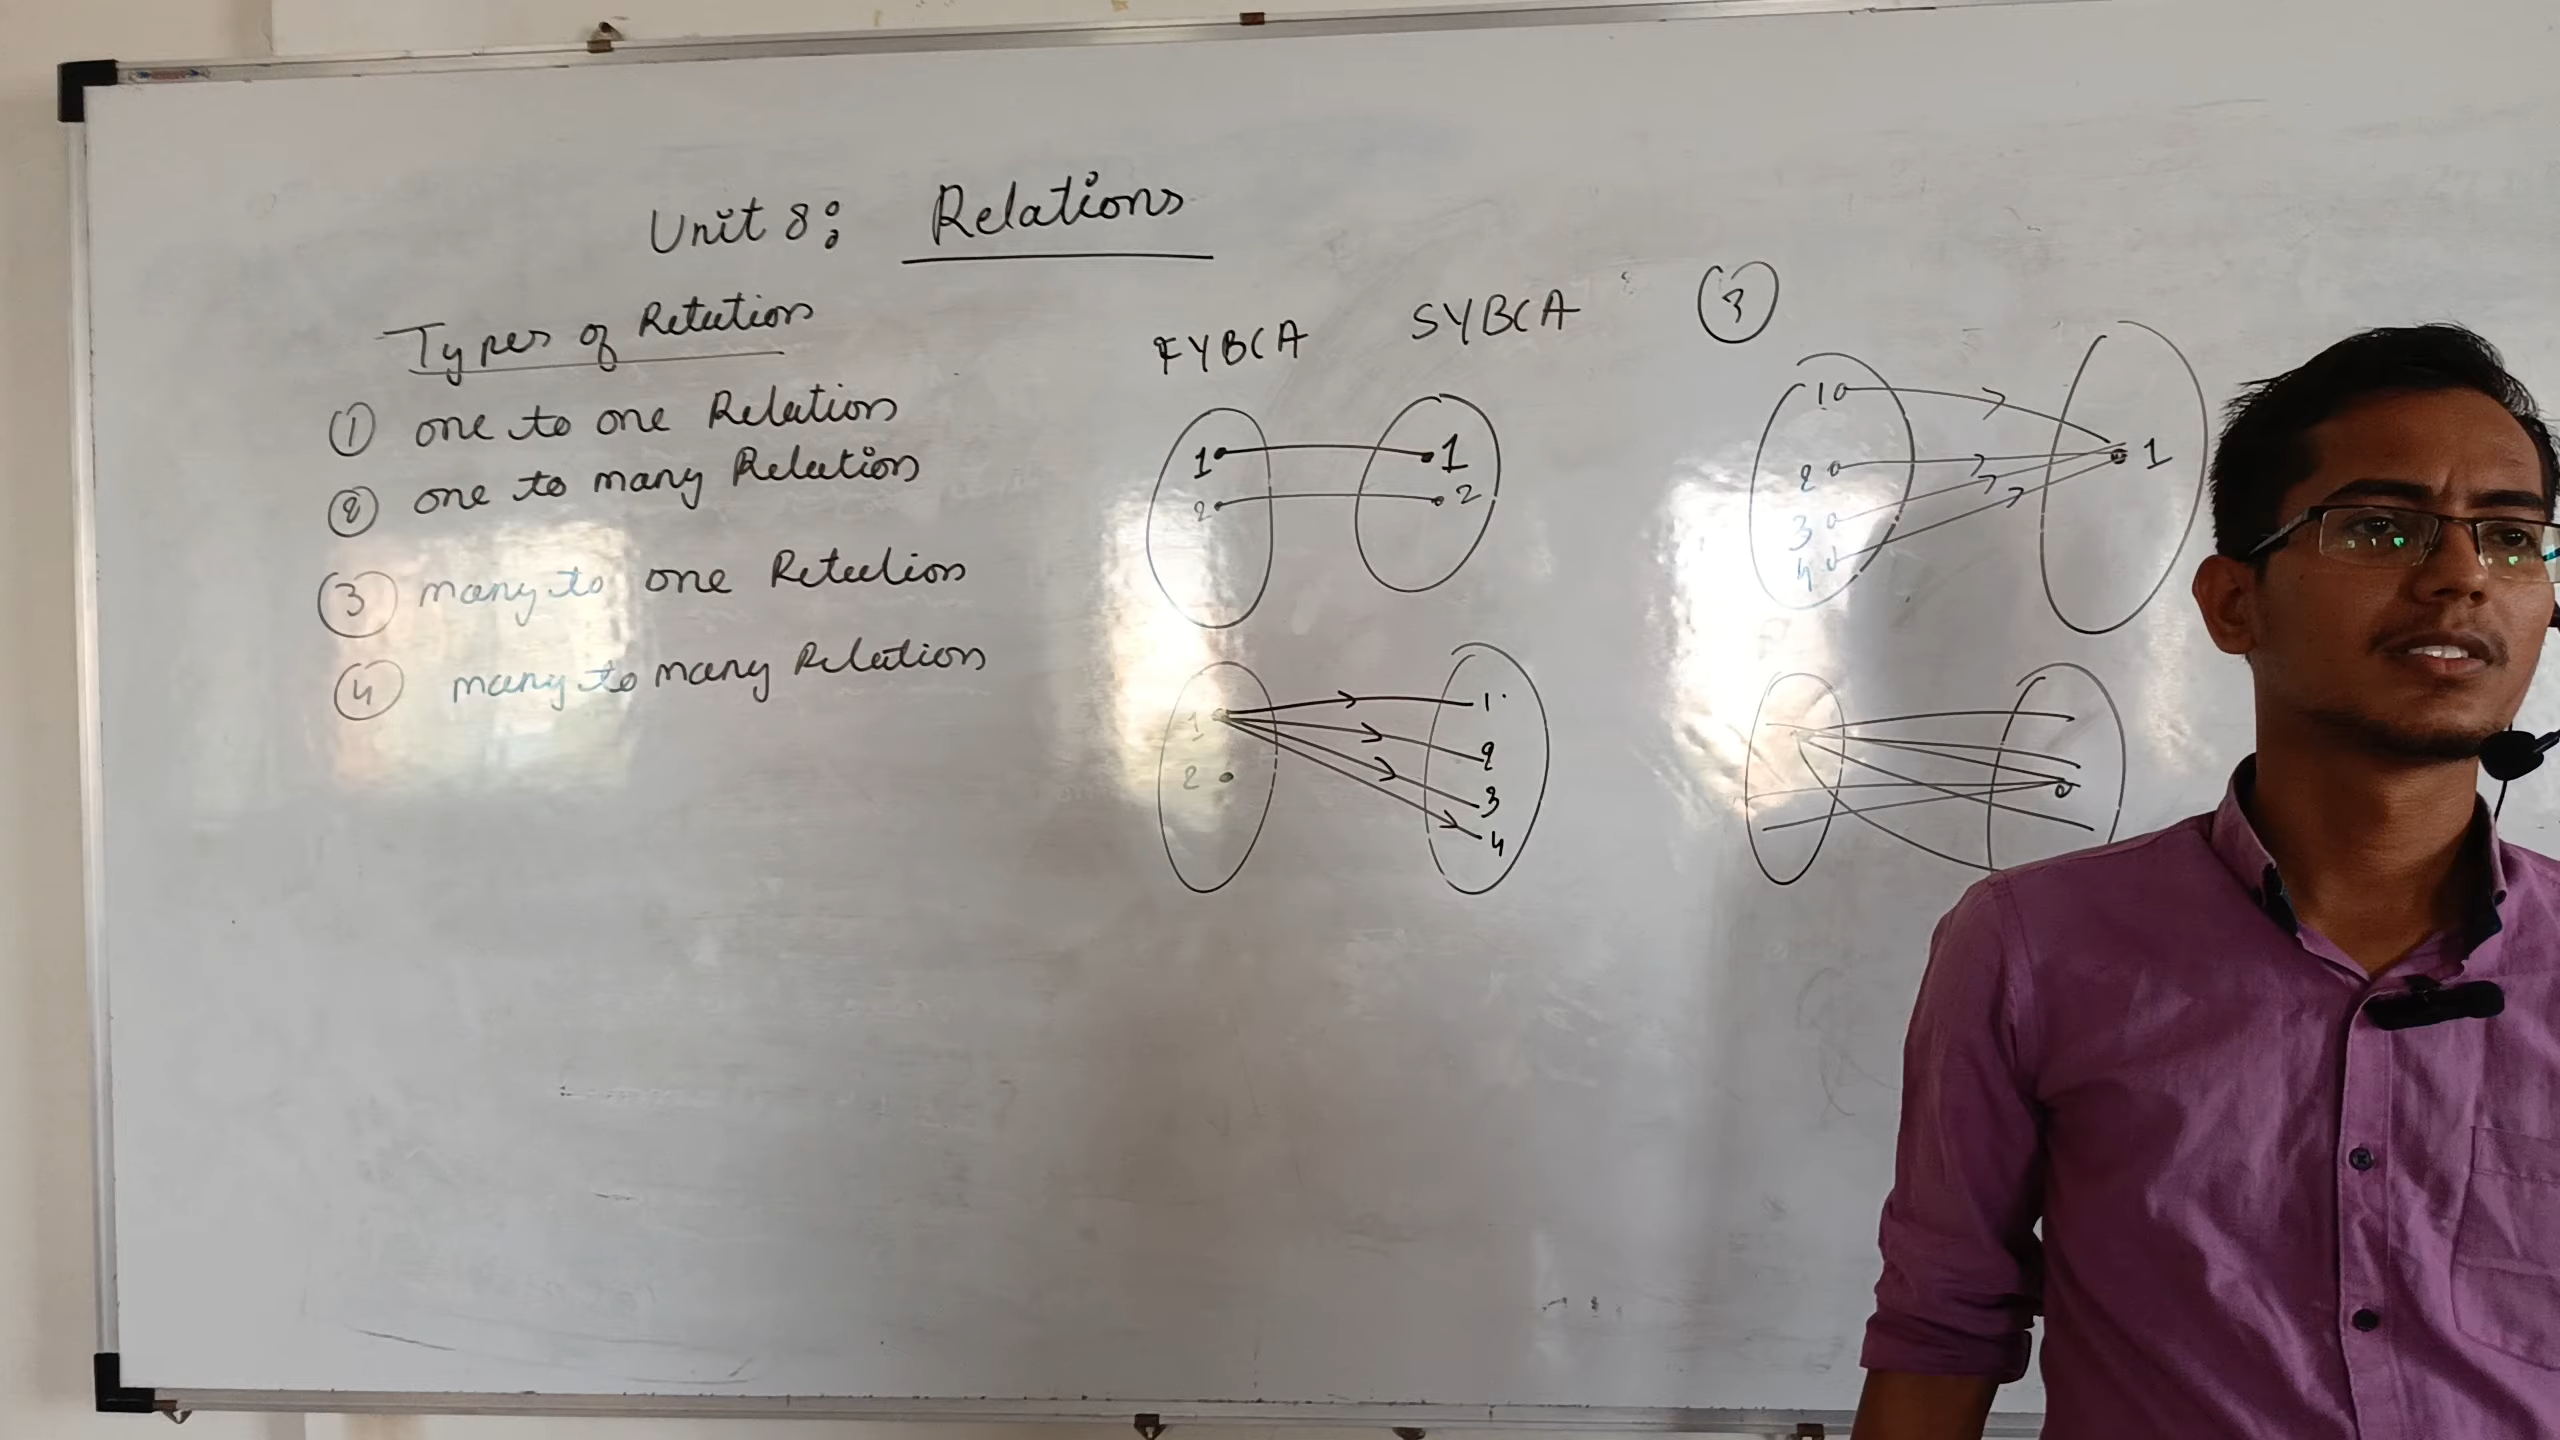 Unit 8: Relations
Types of Relation
① one to one Relation
② one to many Relation
③ many to one Relation
④ many to many Relation
FYBCA SYBCA
1 1
2 2
1 1
2 2
3
4
③
1 1
2
3
4